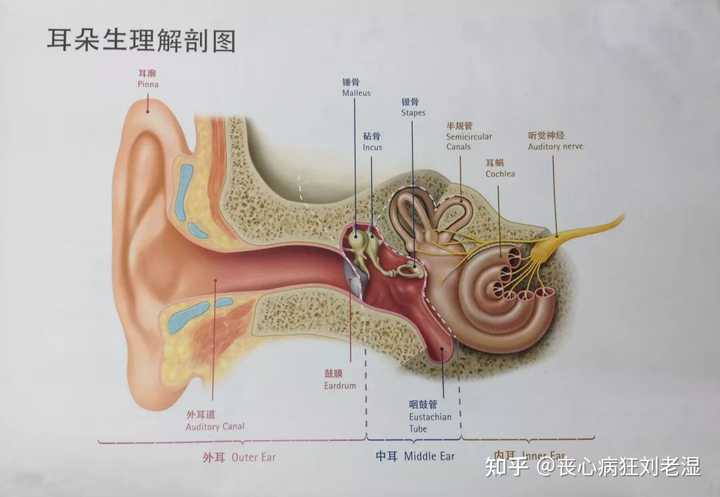 耳朵生理解剖图
耳廓
Pinna
锤骨
Malleus
砧骨
Incus
镫骨
Stapes
半规管
Semicircular
Canals
耳蜗
Cochlea
听觉神经
Auditory nerve
鼓膜
Eardrum
外耳道
Auditory Canal
咽鼓管
Eustachian
Tube
外耳 Outer Ear
中耳 Middle Ear
内耳 Inner Ear
知乎 @丧心病狂刘老湿